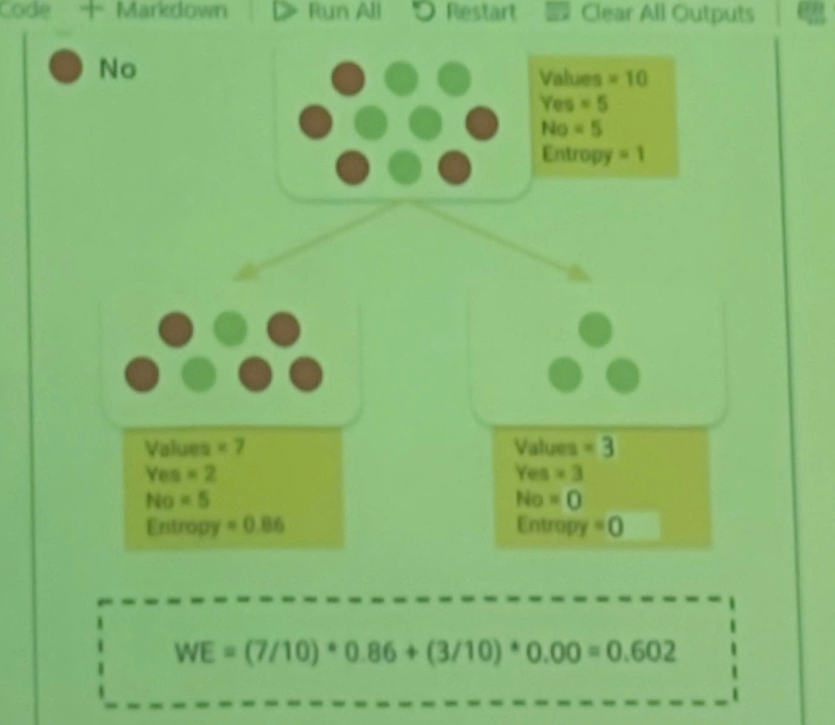 Code + Markdown Run All Restart Clear All Outputs
No
Values = 10
Yes = 5
No = 5
Entropy = 1
Values = 7
Yes = 2
No = 5
Entropy = 0.86
Values = 3
Yes = 3
No = 0
Entropy = 0
WE = (7/10) * 0.86 + (3/10) * 0.00 = 0.602